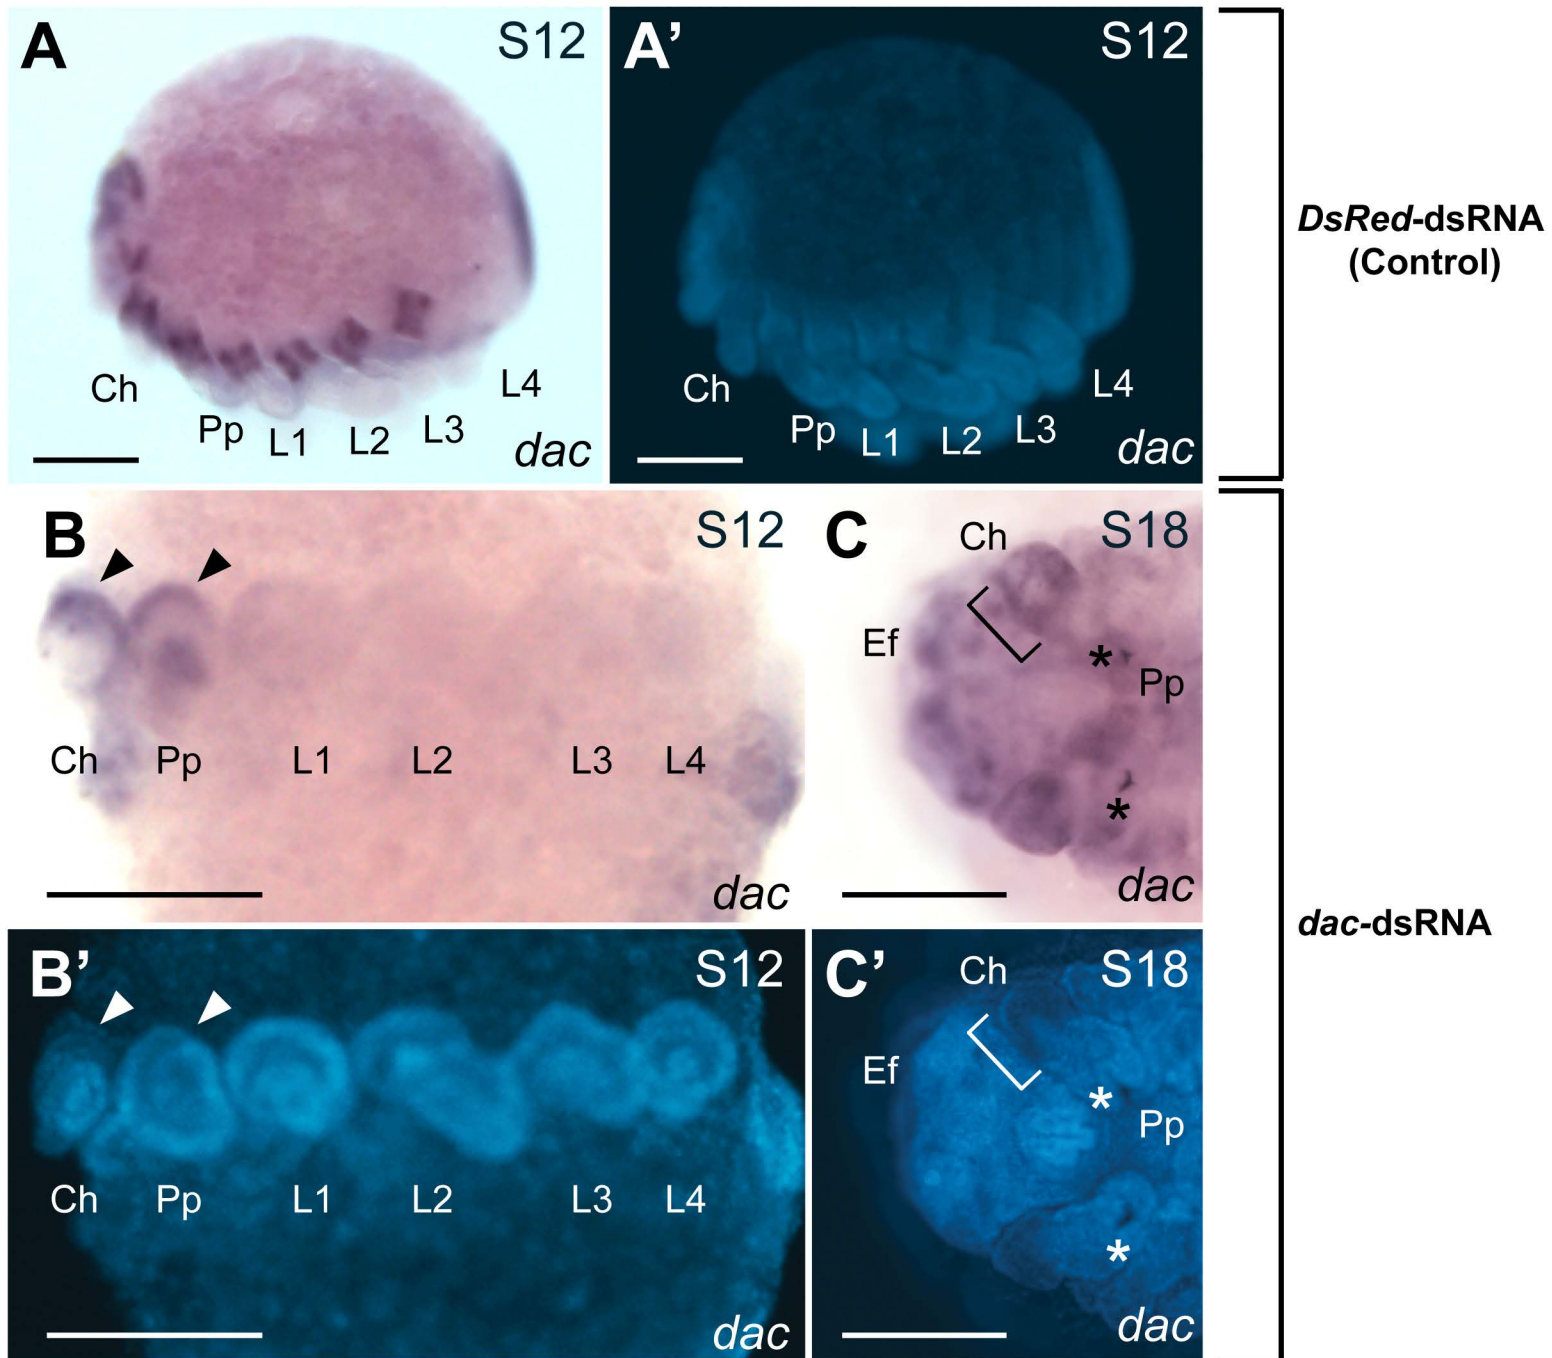 A
S12
Ch
Pp
L1
L2
L3
L4
dac
A’
S12
Ch
Pp
L1
L2
L3
L4
dac
DsRed-dsRNA
(Control)
B
S12
Ch
Pp
L1
L2
L3
L4
dac
C
S18
Ch
Ef
*
Pp
*
dac
dac-dsRNA
B’
S12
Ch
Pp
L1
L2
L3
L4
dac
C’
S18
Ch
Ef
*
Pp
*
dac